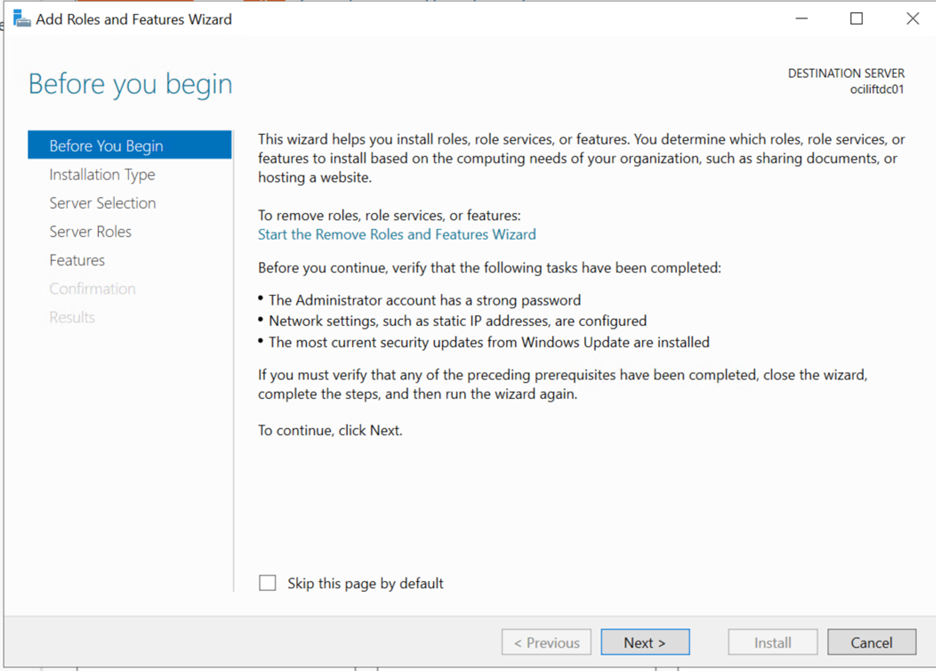 Add Roles and Features Wizard
Before you begin
DESTINATION SERVER
ociliftdc01
Before You Begin
Installation Type
Server Selection
Server Roles
Features
Confirmation
Results
This wizard helps you install roles, role services, or features. You determine which roles, role services, or
features to install based on the computing needs of your organization, such as sharing documents, or
hosting a website.
To remove roles, role services, or features:
Start the Remove Roles and Features Wizard
Before you continue, verify that the following tasks have been completed:
• The Administrator account has a strong password
• Network settings, such as static IP addresses, are configured
• The most current security updates from Windows Update are installed
If you must verify that any of the preceding prerequisites have been completed, close the wizard,
complete the steps, and then run the wizard again.
To continue, click Next.
Skip this page by default
< Previous
Next >
Install
Cancel